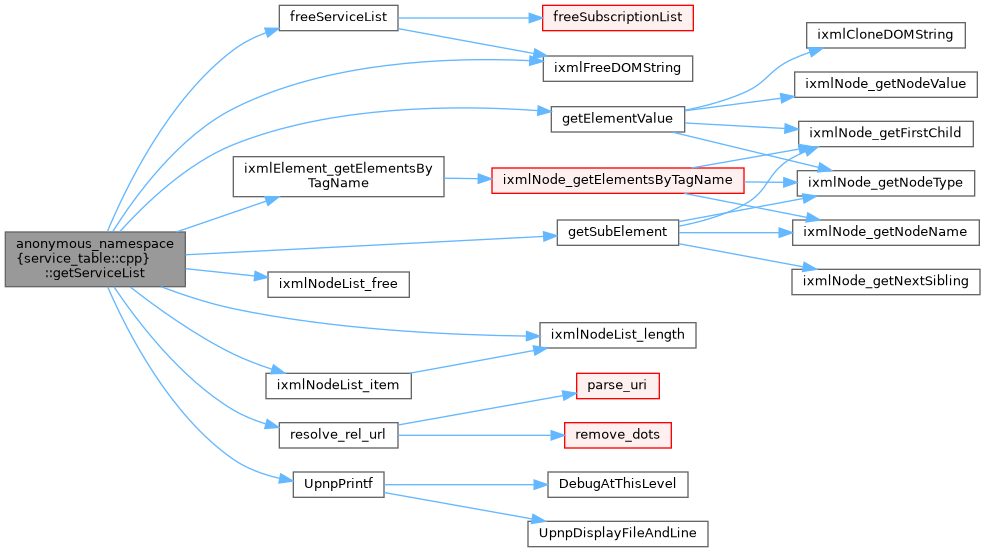 anonymous_namespace
{service_table::cpp}
::getServiceList
freeServiceList
freeSubscriptionList
ixmlFreeDOMString
getElementValue
ixmlCloneDOMString
ixmlNode_getNodeValue
ixmlNode_getFirstChild
ixmlNode_getNodeType
ixmlElement_getElementsBy
TagName
ixmlNode_getElementsByTagName
ixmlNode_getNodeName
getSubElement
ixmlNode_getNextSibling
ixmlNodeList_free
ixmlNodeList_length
ixmlNodeList_item
resolve_rel_url
parse_uri
remove_dots
UpnpPrintf
DebugAtThisLevel
UpnpDisplayFileAndLine